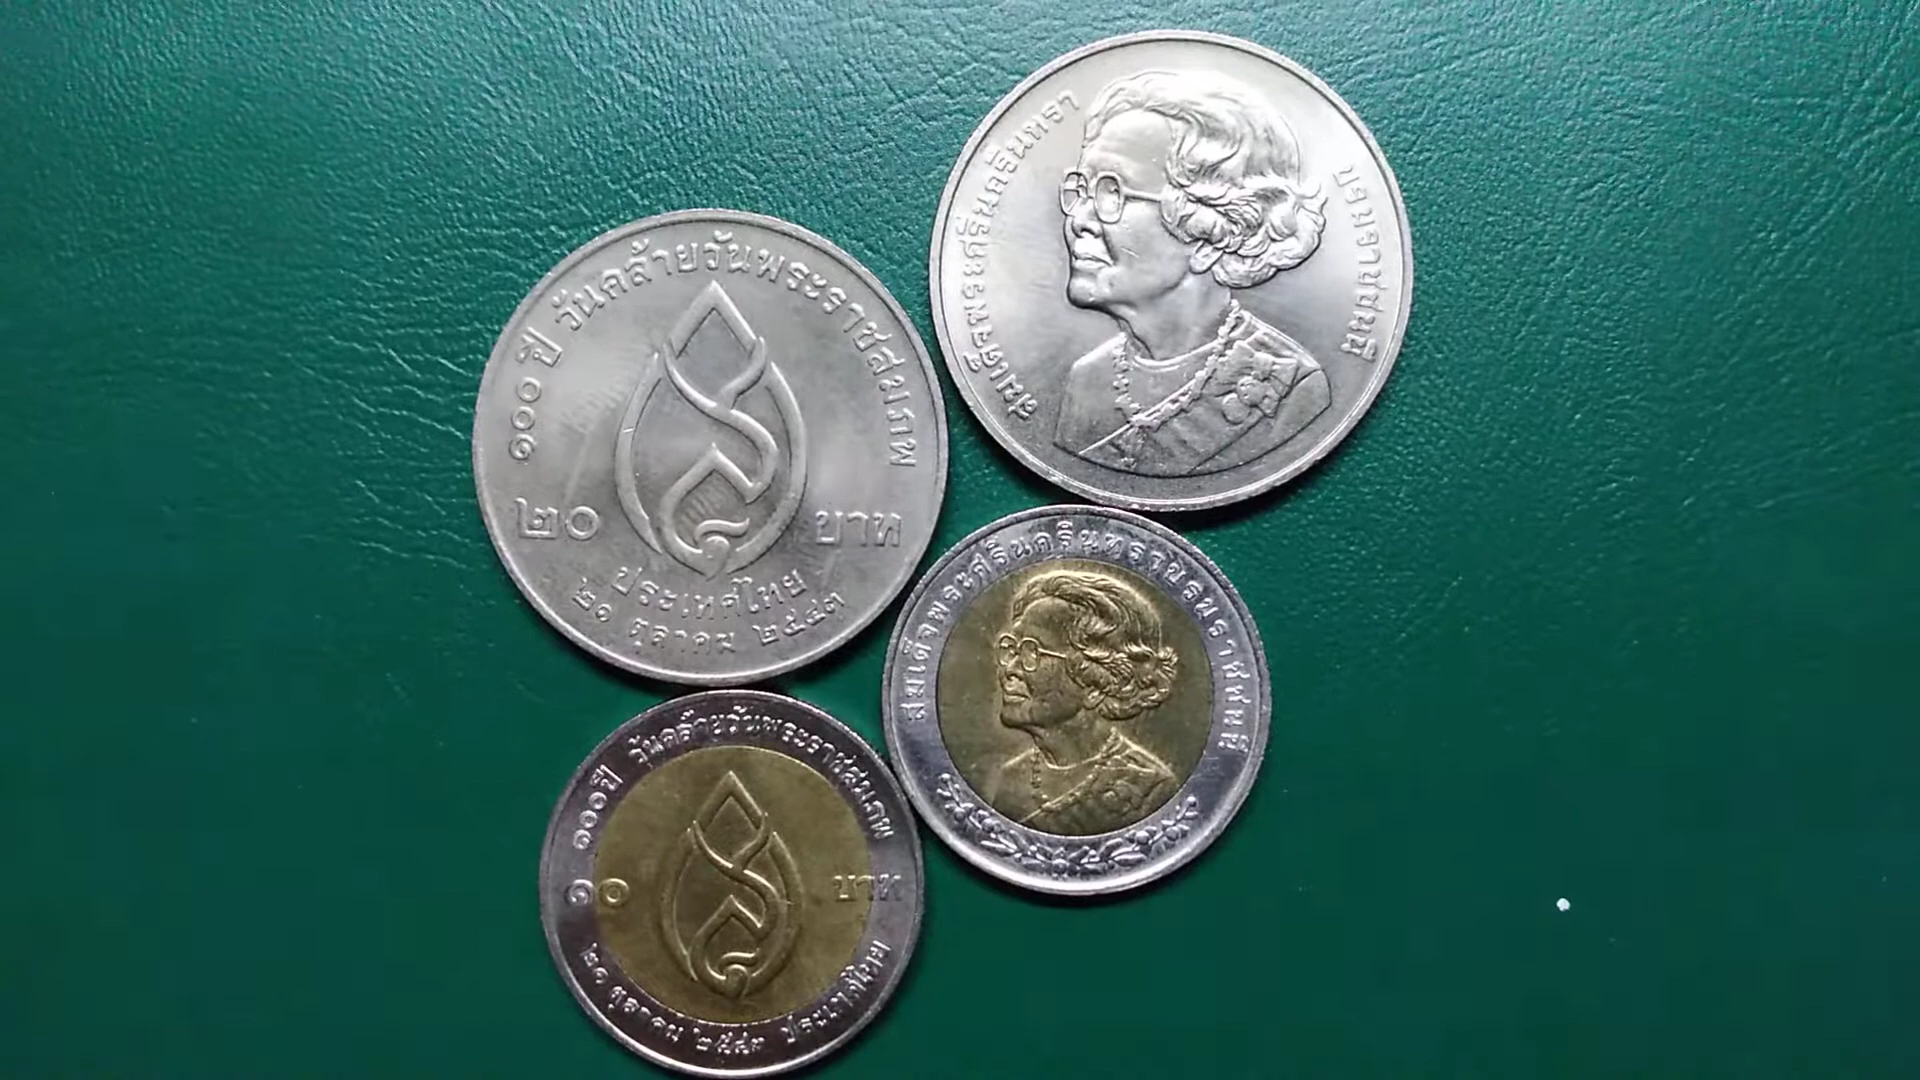 สมเด็จพระศรีนครินทรา
บรมราชชนนี
๑๐๐ ปี วันคล้ายวันพระราชสมภพ
๒๐ บาท
ประเทศไทย
๒๑ ตุลาคม ๒๕๔๓
สมเด็จพระศรีนครินทราบรมราชชนนี
๑๐๐ ปี วันคล้ายวันพระราชสมภพ
๑๐ บาท
๒๑ ตุลาคม ๒๕๔๓ ประเทศไทย